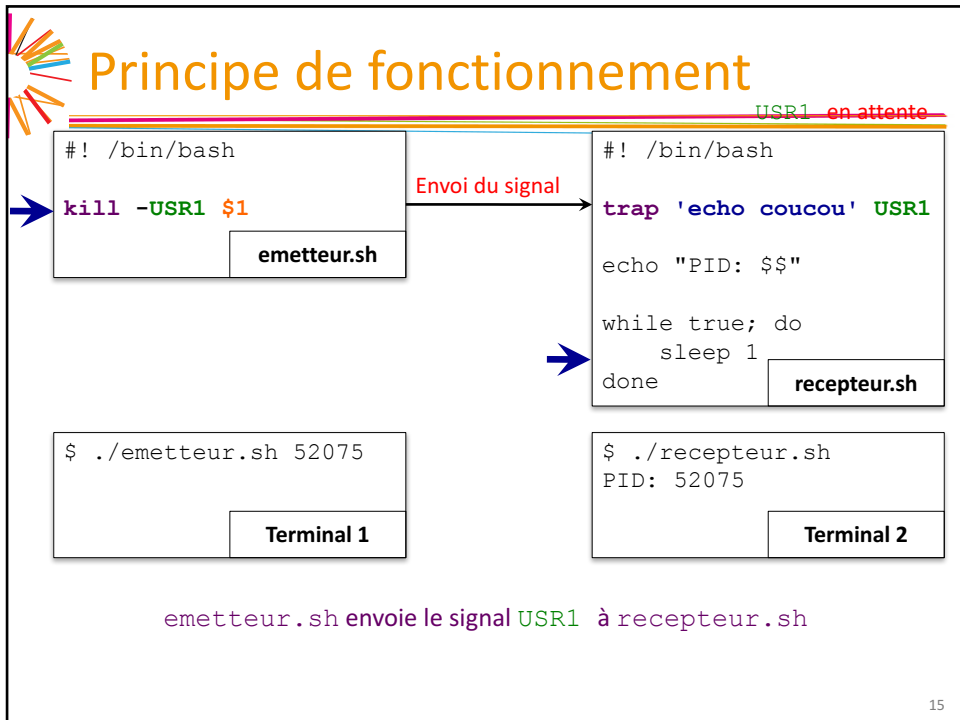 Principe de fonctionnement
USR1 en attente
#! /bin/bash
kill -USR1 $1
emetteur.sh
Envoi du signal
#! /bin/bash
trap 'echo coucou' USR1
echo "PID: $$"
while true; do
sleep 1
done
recepteur.sh
$ ./emetteur.sh 52075
Terminal 1
$ ./recepteur.sh
PID: 52075
Terminal 2
emetteur.sh envoie le signal USR1 à recepteur.sh
15